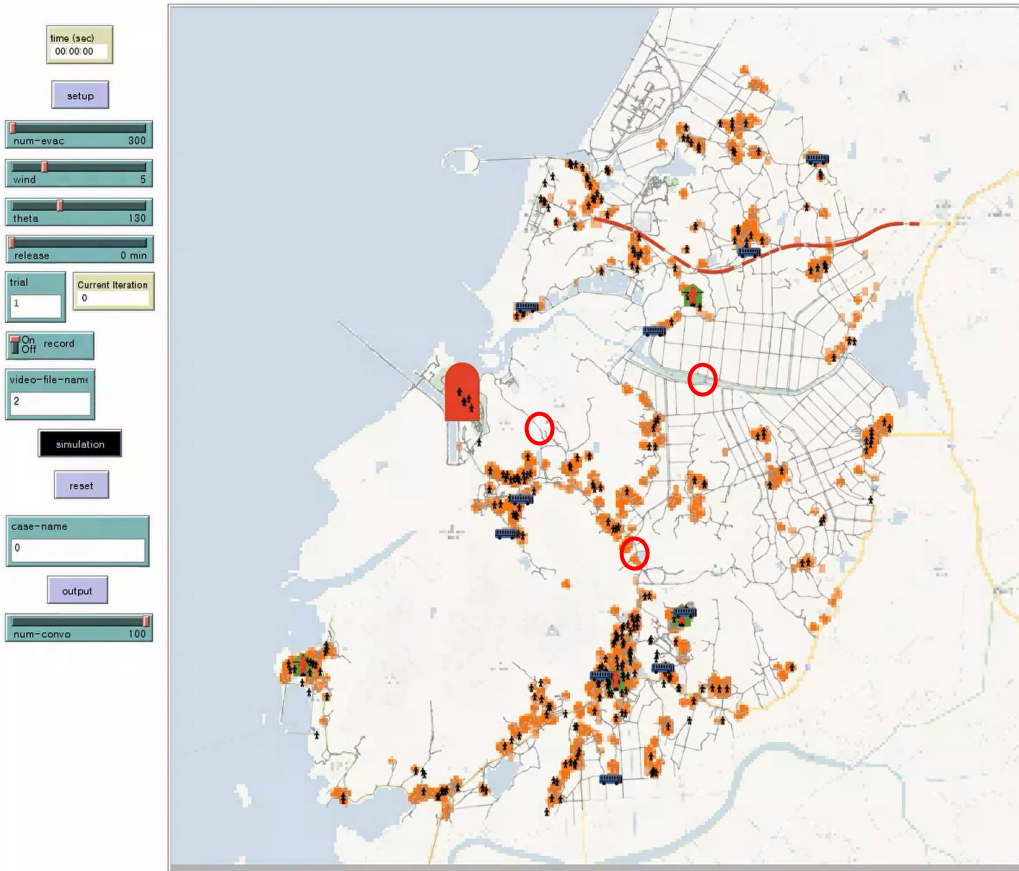 time (sec)
00:00:00
setup
num-evac 300
wind 5
theta 130
release 0 min
trial
1
Current Iteration
0
On
Off
record
video-file-name
2
simulation
reset
case-name
0
output
num-convo 100